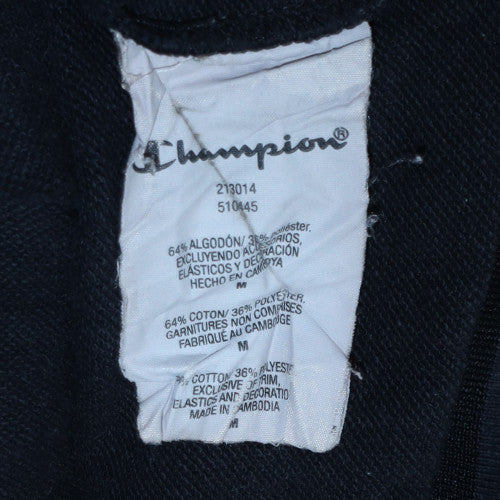 Champion®
213014
510445
64% ALGODÓN/ 36% poliéster.
EXCLUYENDO ACCESORIOS,
ELÁSTICOS Y DECORACIÓN
HECHO EN CAMBOYA
M
64% COTON/ 36% POLYESTER.
GARNITURES NON COMPRISES
FABRIQUÉ AU CAMBODGE
M
% COTTON/ 36% POLYESTER
EXCLUSIVE OF TRIM,
ELASTICS AND DECORATION
MADE IN CAMBODIA
M